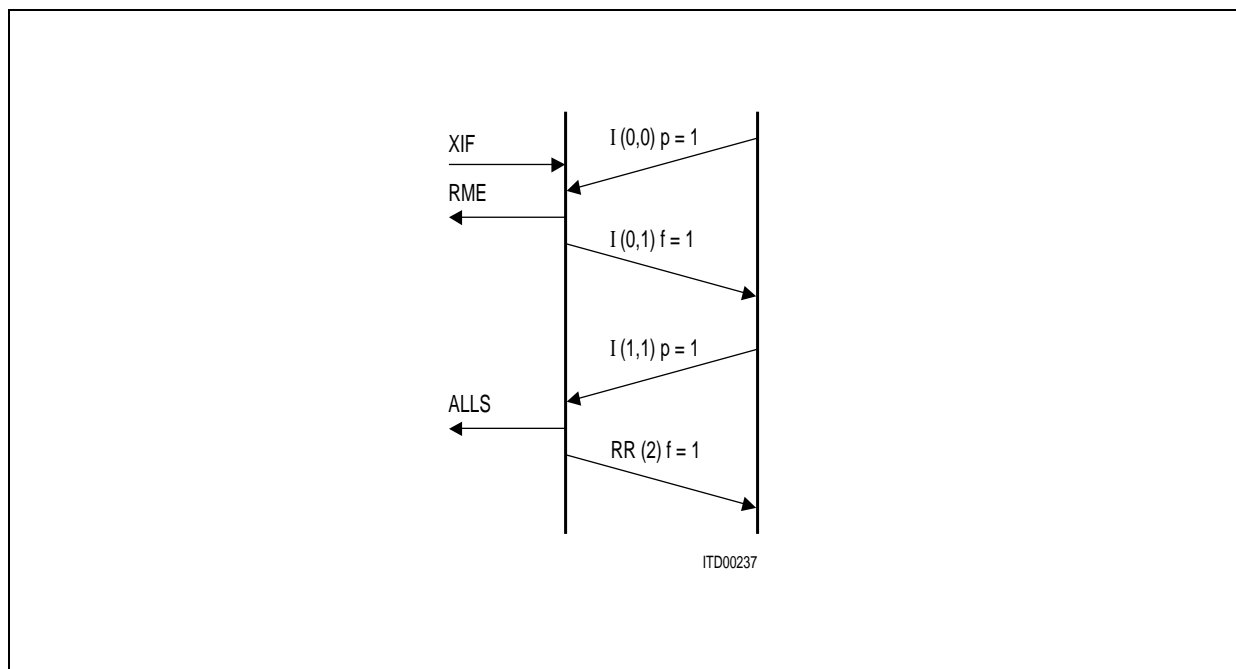 XIF
I (0,0) p = 1
RME
I (0,1) f = 1
I (1,1) p = 1
ALLS
RR (2) f = 1
ITD00237